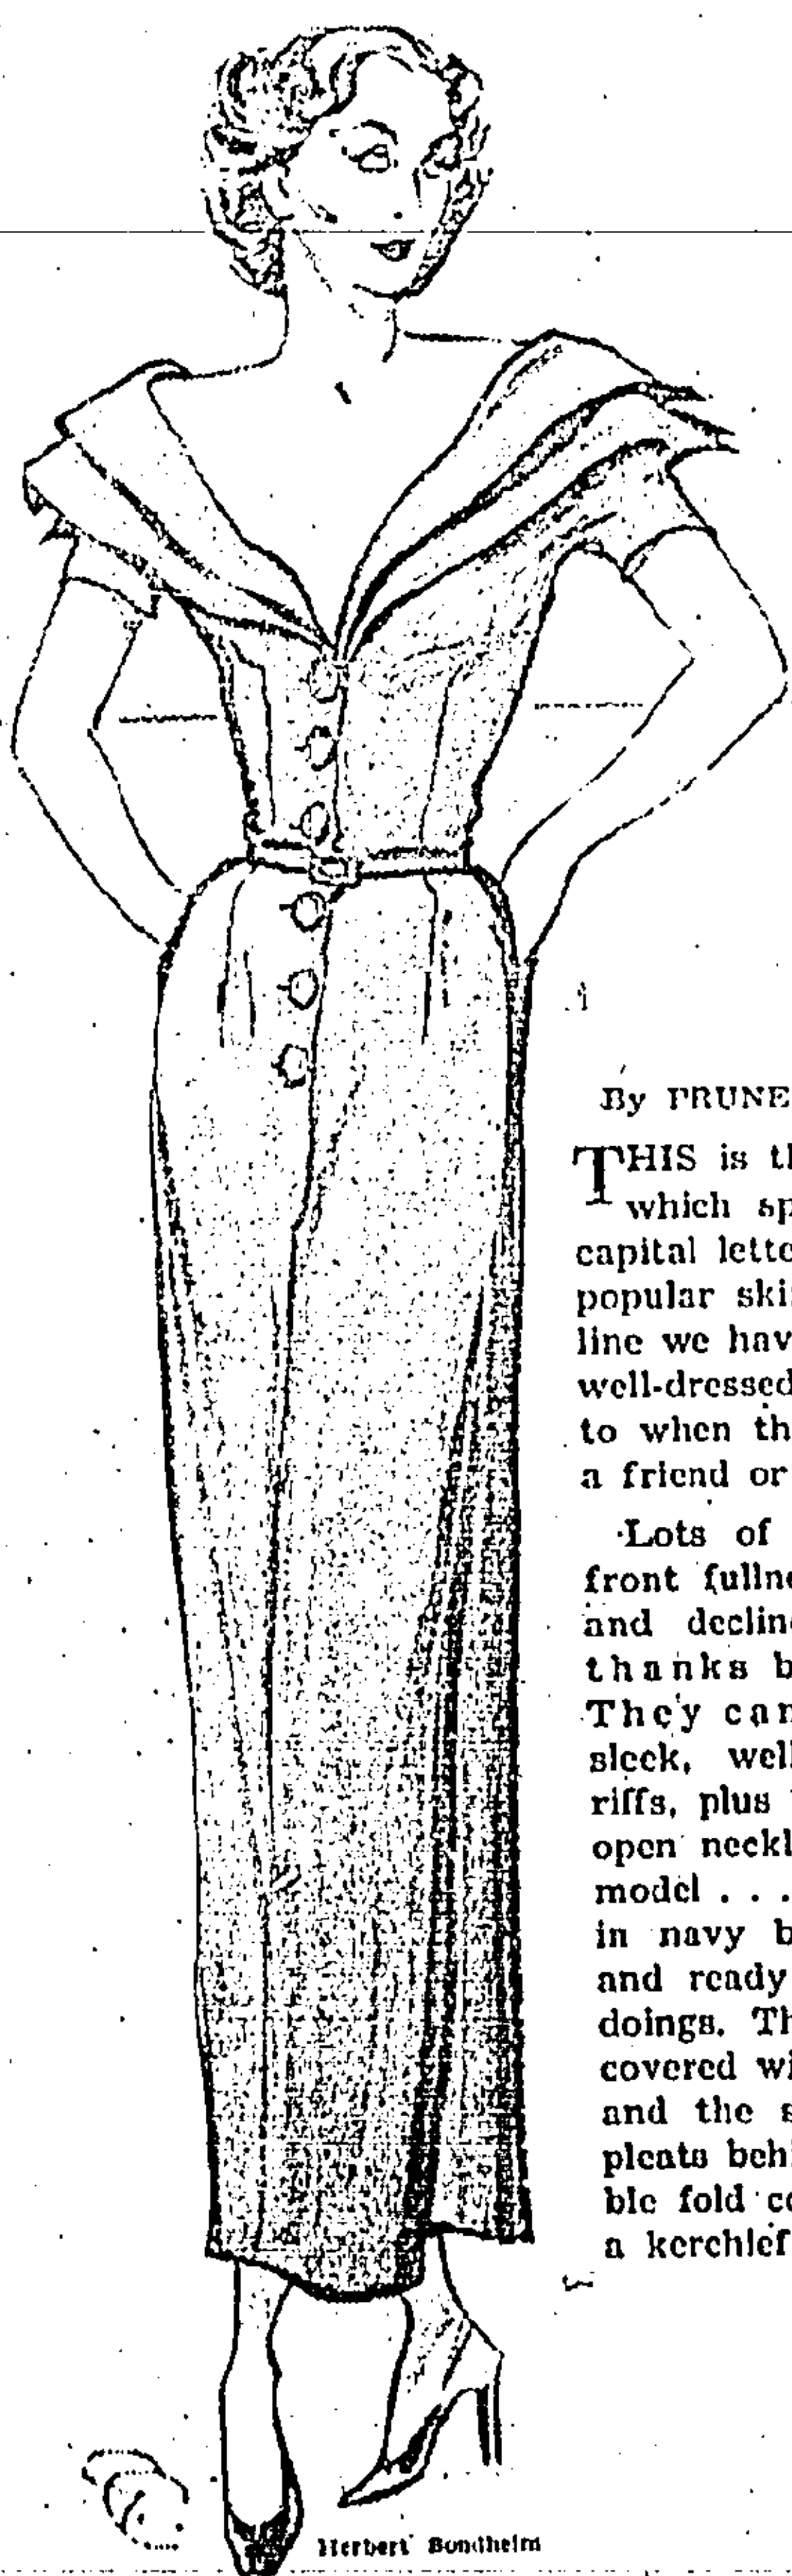 By PRUNE
THIS is th
which sp
capital lette
popular ski
line we hav
well-dressed
to when th
a friend or
Lots of
front fullne
and decline
thanks b
They can
sleek, well
riffs, plus
open neckl
model . . .
in navy b
and ready
doings. Th
covered wi
and the s
pleats behi
ble fold co
a kerchief
Herbert Sondheim